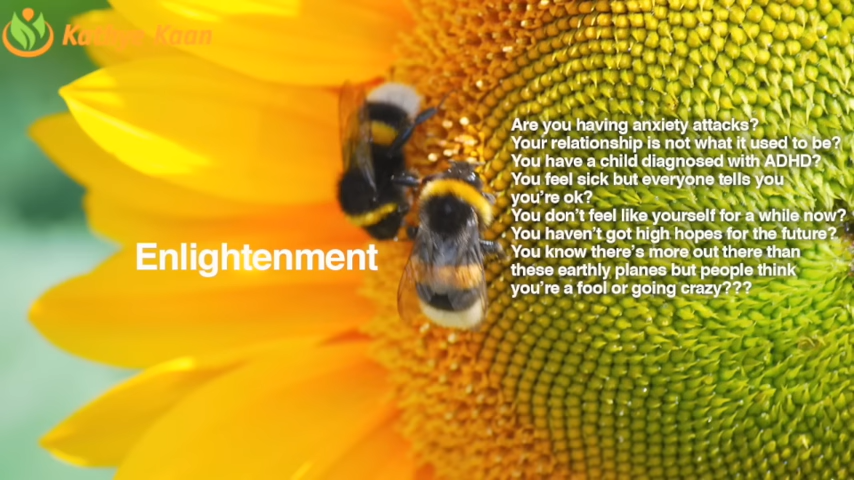 Kaan
Enlightenment
Are you having anxiety attacks?
Your relationship is not what it used to be?
You have a child diagnosed with ADHD?
You feel sick but everyone tells you
you're ok?
You don't feel like yourself for a while now?
You haven't got high hopes for the future?
You know there's more out there than
these earthly planes but people think
you're a fool or going crazy???